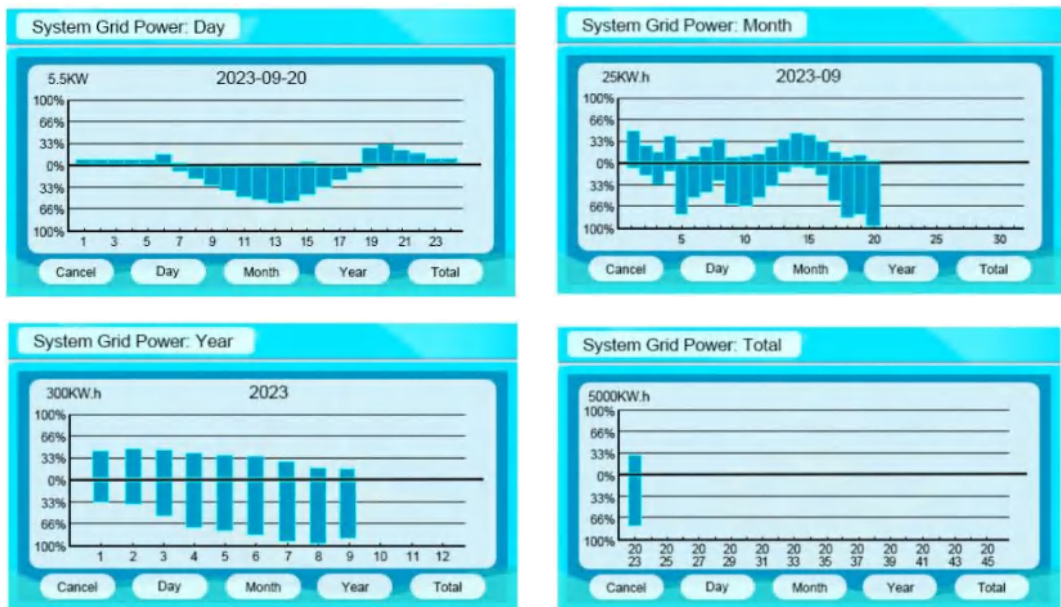 System Grid Power: Day
5.5KW 2023-09-20
100%
66%
33%
0%
33%
66%
100%
1 3 5 7 9 11 13 15 17 19 21 23
Cancel Day Month Year Total
System Grid Power: Month
25KW.h 2023-09
100%
66%
33%
0%
33%
66%
100%
5 10 15 20 25 30
Cancel Day Month Year Total
System Grid Power: Year
300KW.h 2023
100%
66%
33%
0%
33%
66%
100%
1 2 3 4 5 6 7 8 9 10 11 12
Cancel Day Month Year Total
System Grid Power: Total
5000KW.h
100%
66%
33%
0%
33%
66%
100%
20 20 20 20 20 20 20 20 20 20 20 20
23 25 27 29 31 33 35 37 39 41 43 45
Cancel Day Month Year Total